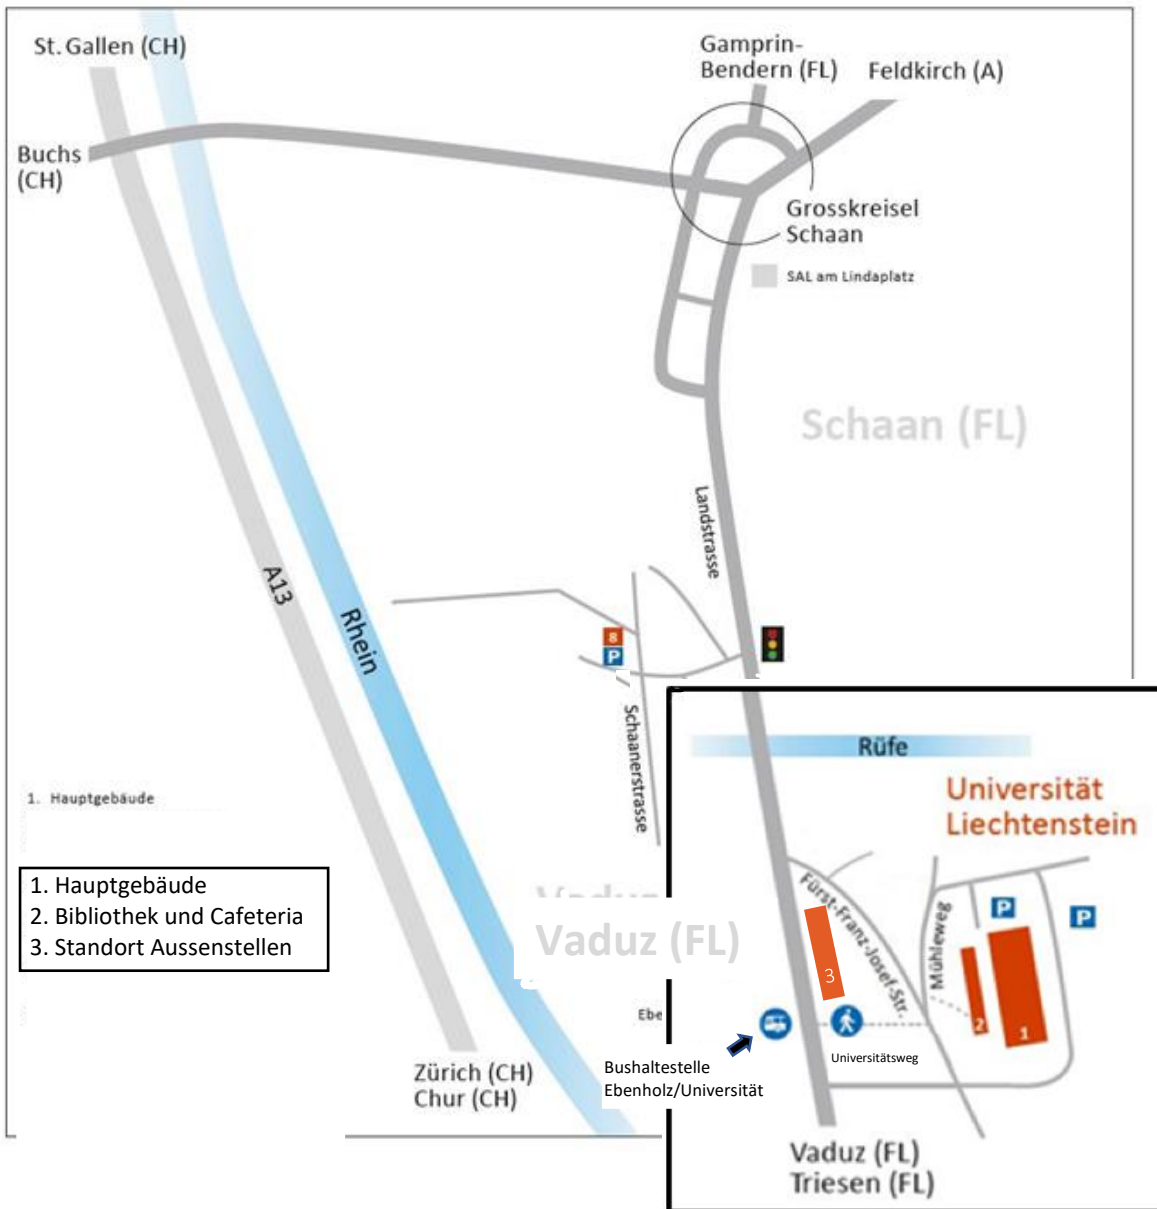 St. Gallen (CH)
Gamprin-
Bendern (FL)
Feldkirch (A)
Buchs
(CH)
Grosskreisel
Schaan
SAL am Lindaplatz
Schaan (FL)
Landstrasse
A13
Rhein
8
P
Schaanerstrasse
Rüfe
Universität
Liechtenstein
1. Hauptgebäude
1. Hauptgebäude
2. Bibliothek und Cafeteria
3. Standort Aussenstellen
Vaduz
Vaduz (FL)
Fürst-Franz-Josef-Str.
Mühleweg
P
P
3
2
1
Ebe
Universitätsweg
Bushaltestelle
Ebenholz/Universität
Zürich (CH)
Chur (CH)
Vaduz (FL)
Triesen (FL)